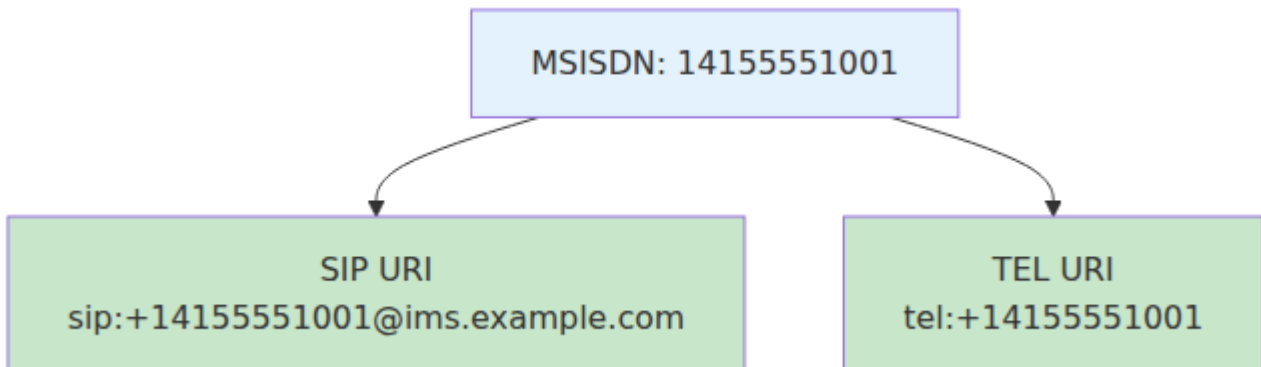 MSISDN: 14155551001
SIP URI
sip:+14155551001@ims.example.com
TEL URI
tel:+14155551001